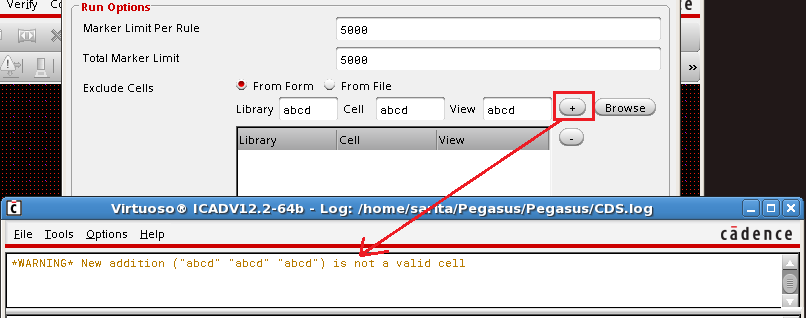 Verify Co
cadence
Run Options
Marker Limit Per Rule 5000
Total Marker Limit 5000
Exclude Cells From Form From File
Library abcd Cell abcd View abcd + Browse
Library Cell View -
»
Virtuoso® ICADV12.2-64b - Log: /home/sarita/Pegasus/Pegasus/CDS.log
File Tools Options Help cādence
*WARNING* New addition ("abcd" "abcd" "abcd") is not a valid cell